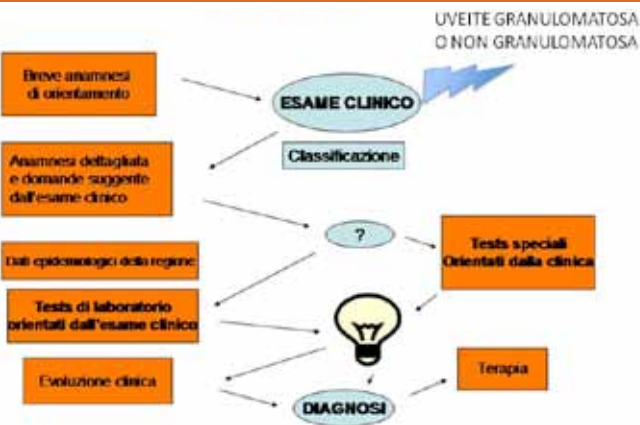 UVEITE GRANULOMATOSA
O NON GRANULOMATOSA
Breve anamnesi
di orientamento
ESAME CLINICO
Classificazione
Anamnesi dettagliata
e domande suggerite
dall'esame clinico
?
Tests speciali
Orientati dalla clinica
Dati epidemiologici della regione
Tests di laboratorio
orientati dall'esame clinico
Evoluzione clinica
Terapia
DIAGNOSI